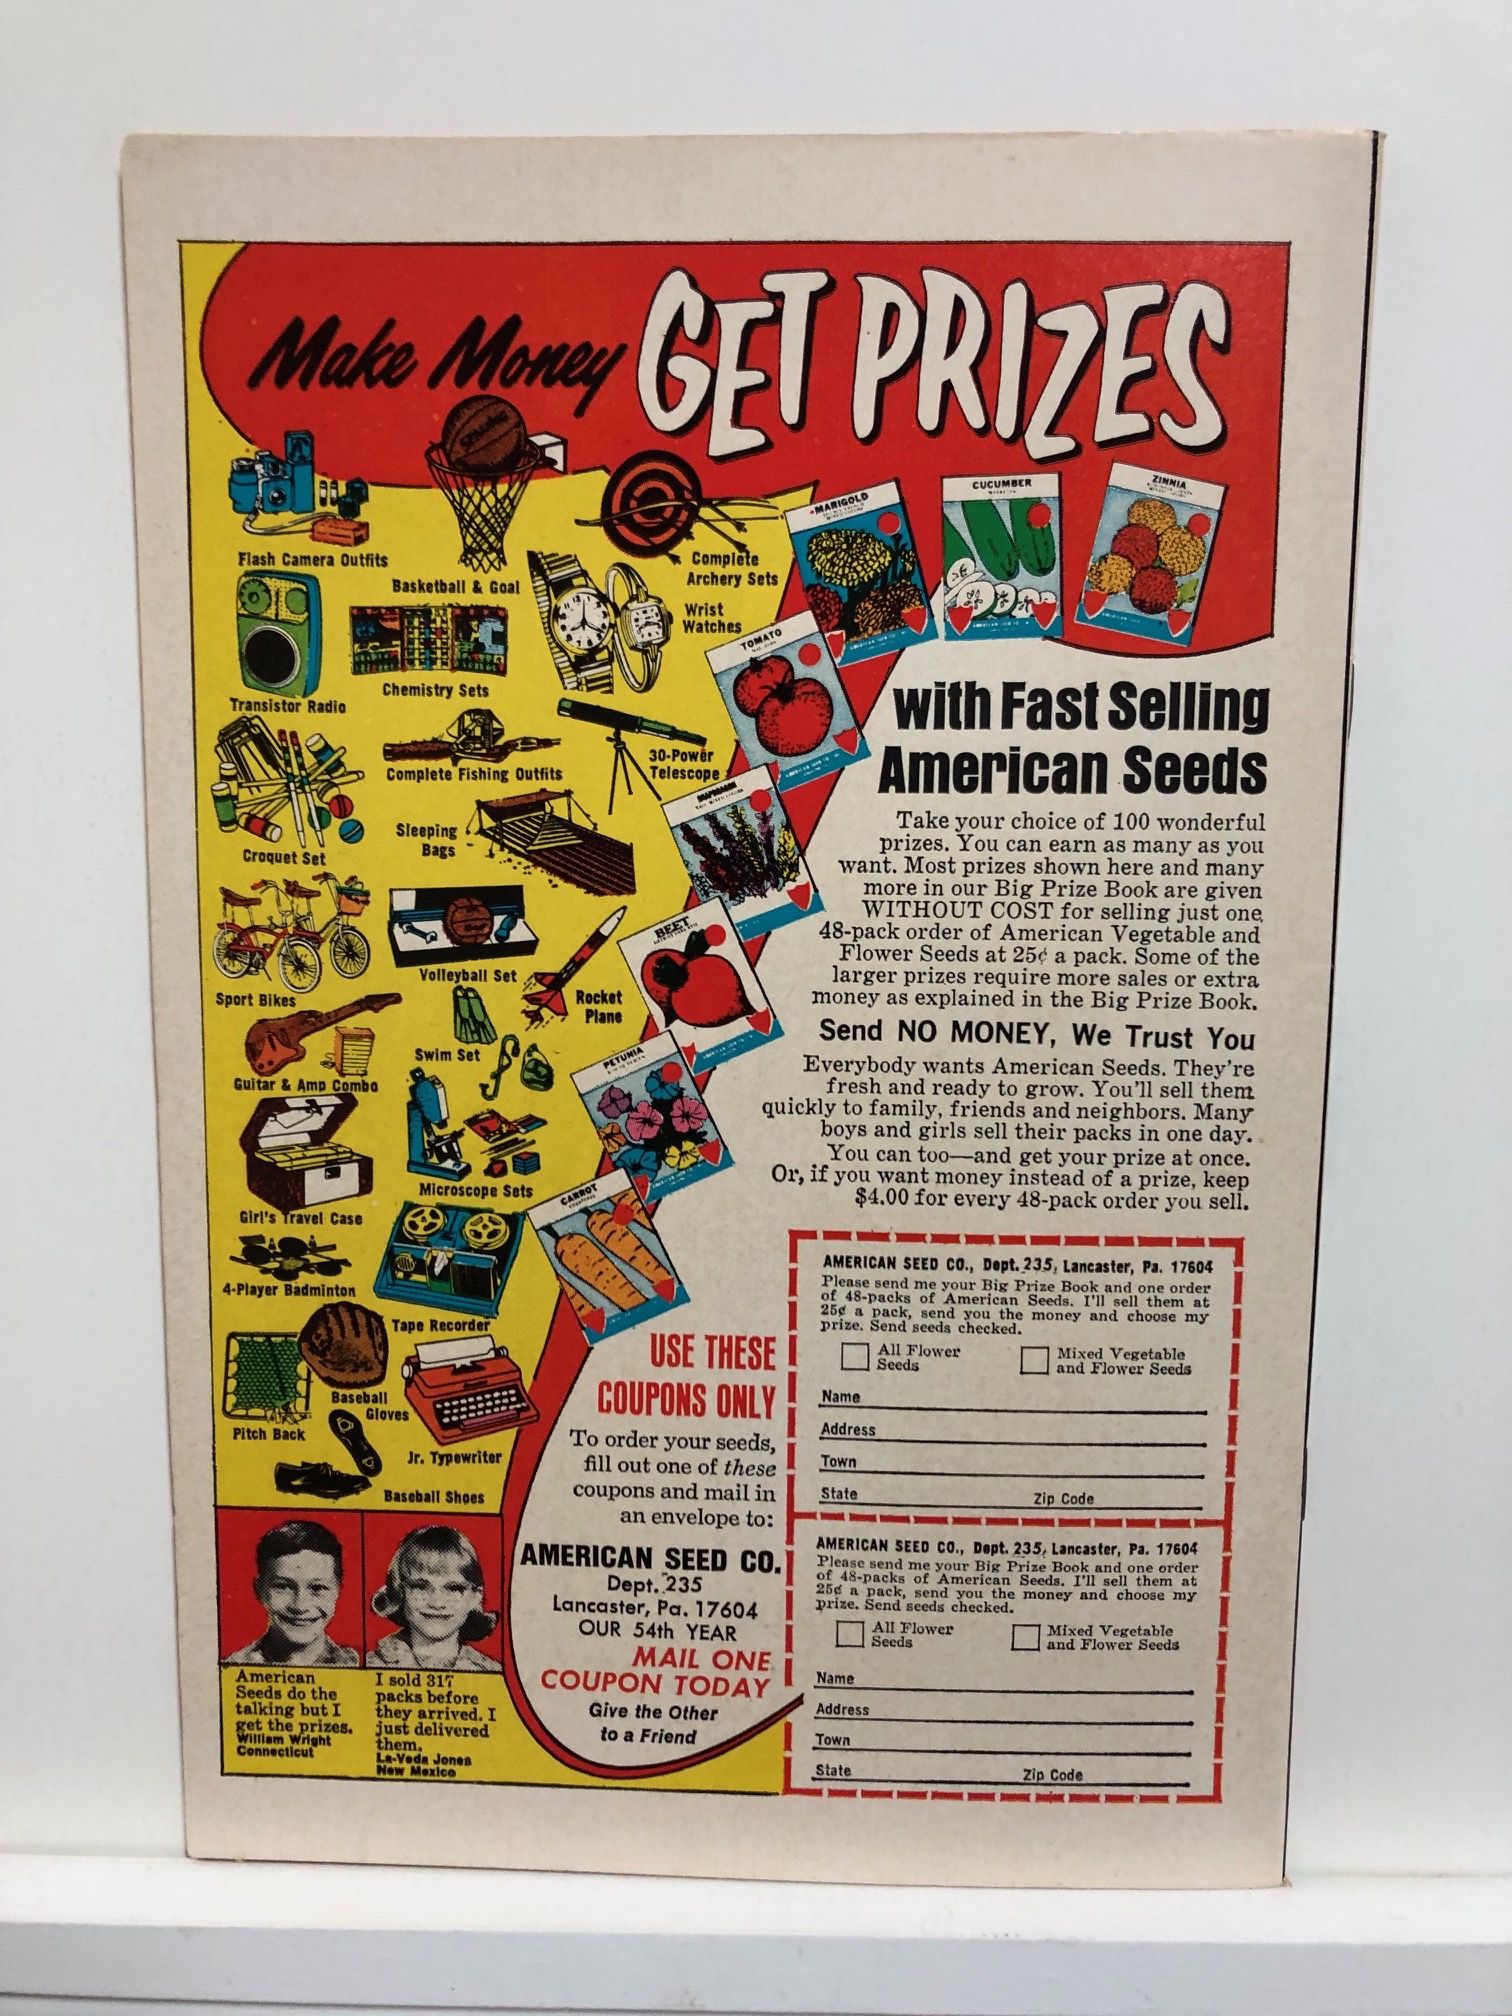 Make Money GET PRIZES
Flash Camera Outfits
Basketball & Goal
Complete
Archery Sets
Wrist
Watches
Transistor Radio
Chemistry Sets
Complete Fishing Outfits
30-Power
Telescope
Croquet Set
Sleeping
Bags
Sport Bikes
Volleyball Set
Rocket
Plane
Guitar & Amp Combo
Swim Set
Girl's Travel Case
Microscope Sets
4-Player Badminton
Tape Recorder
Pitch Back
Baseball
Gloves
Jr. Typewriter
Baseball Shoes
MARIGOLD
CUCUMBER
ZINNIA
TOMATO
SNAPDRAGON
BEET
PETUNIA
CARROT
with Fast Selling
American Seeds
Take your choice of 100 wonderful
prizes. You can earn as many as you
want. Most prizes shown here and many
more in our Big Prize Book are given
WITHOUT COST for selling just one
48-pack order of American Vegetable and
Flower Seeds at 25¢ a pack. Some of the
larger prizes require more sales or extra
money as explained in the Big Prize Book.
Send NO MONEY, We Trust You
Everybody wants American Seeds. They're
fresh and ready to grow. You'll sell them
quickly to family, friends and neighbors. Many
boys and girls sell their packs in one day.
You can too—and get your prize at once.
Or, if you want money instead of a prize, keep
$4.00 for every 48-pack order you sell.
USE THESE
COUPONS ONLY
To order your seeds,
fill out one of these
coupons and mail in
an envelope to:
AMERICAN SEED CO.
Dept. 235
Lancaster, Pa. 17604
OUR 54th YEAR
MAIL ONE
COUPON TODAY
Give the Other
to a Friend
American
Seeds do the
talking but I
get the prizes.
William Wright
Connecticut
I sold 317
packs before
they arrived. I
just delivered
them.
La-Veda Jones
New Mexico
AMERICAN SEED CO., Dept. 235, Lancaster, Pa. 17604
Please send me your Big Prize Book and one order
of 48-packs of American Seeds. I'll sell them at
25¢ a pack, send you the money and choose my
prize. Send seeds checked.
All Flower
Seeds
Mixed Vegetable
and Flower Seeds
Name
Address
Town
State Zip Code
AMERICAN SEED CO., Dept. 235, Lancaster, Pa. 17604
Please send me your Big Prize Book and one order
of 48-packs of American Seeds. I'll sell them at
25¢ a pack, send you the money and choose my
prize. Send seeds checked.
All Flower
Seeds
Mixed Vegetable
and Flower Seeds
Name
Address
Town
State Zip Code